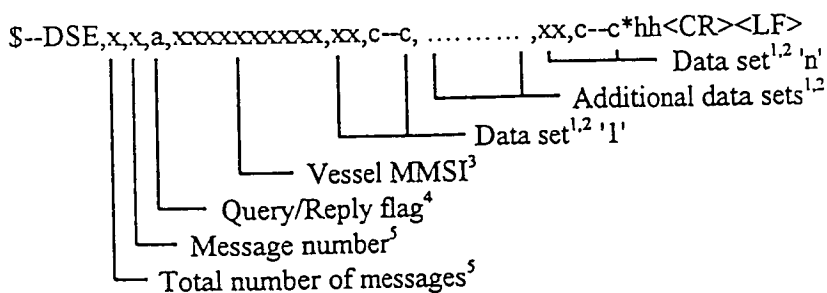 $--DSE,x,x,a,xxxxxxxxxx,xx,c--c, .......... ,xx,c--c*hh<CR><LF>
Data set1,2 'n'
Additional data sets1,2
Data set1,2 '1'
Vessel MMSI3
Query/Reply flag4
Message number5
Total number of messages5